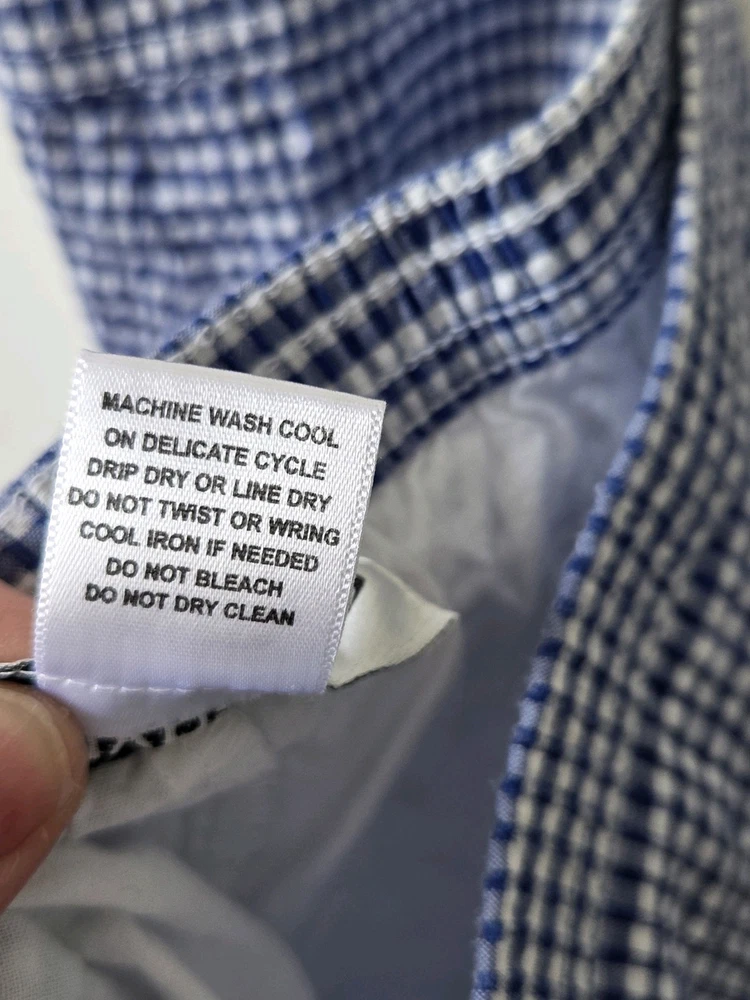 MACHINE WASH COOL
ON DELICATE CYCLE
DRIP DRY OR LINE DRY
DO NOT TWIST OR WRING
COOL IRON IF NEEDED
DO NOT BLEACH
DO NOT DRY CLEAN